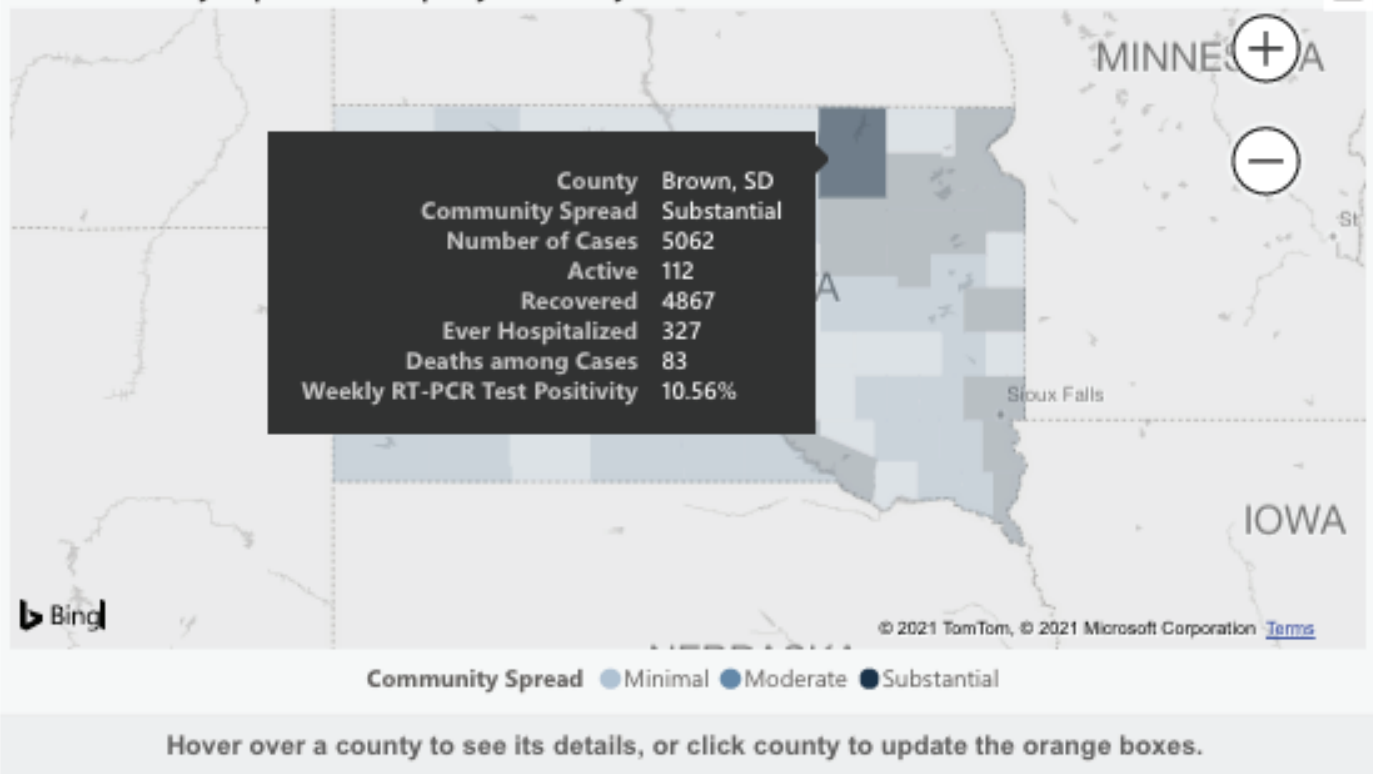 MINNES A
County Brown, SD
Community Spread Substantial
Number of Cases 5062
Active 112
Recovered 4867
Ever Hospitalized 327
Deaths among Cases 83
Weekly RT-PCR Test Positivity 10.56%
St
A
Sioux Falls
IOWA
Bing
© 2021 TomTom, © 2021 Microsoft Corporation Terms
Community Spread Minimal Moderate Substantial
Hover over a county to see its details, or click county to update the orange boxes.